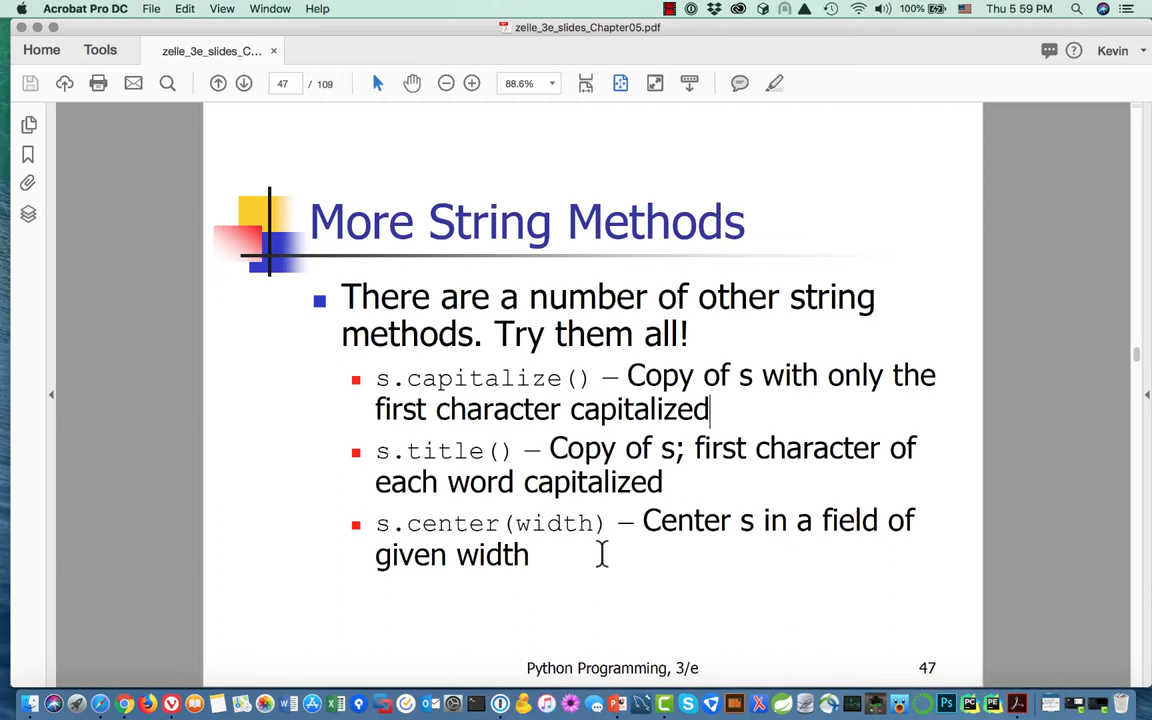 Acrobat Pro DC File Edit View Window Help 100% Thu 5:59 PM
zelle_3e_slides_Chapter05.pdf
Home Tools zelle_3e_slides_C... × ? Kevin
47 / 109 88.6%
More String Methods
There are a number of other string
methods. Try them all!
s.capitalize() – Copy of s with only the
first character capitalized
s.title() – Copy of s; first character of
each word capitalized
s.center(width) – Center s in a field of
given width
Python Programming, 3/e 47